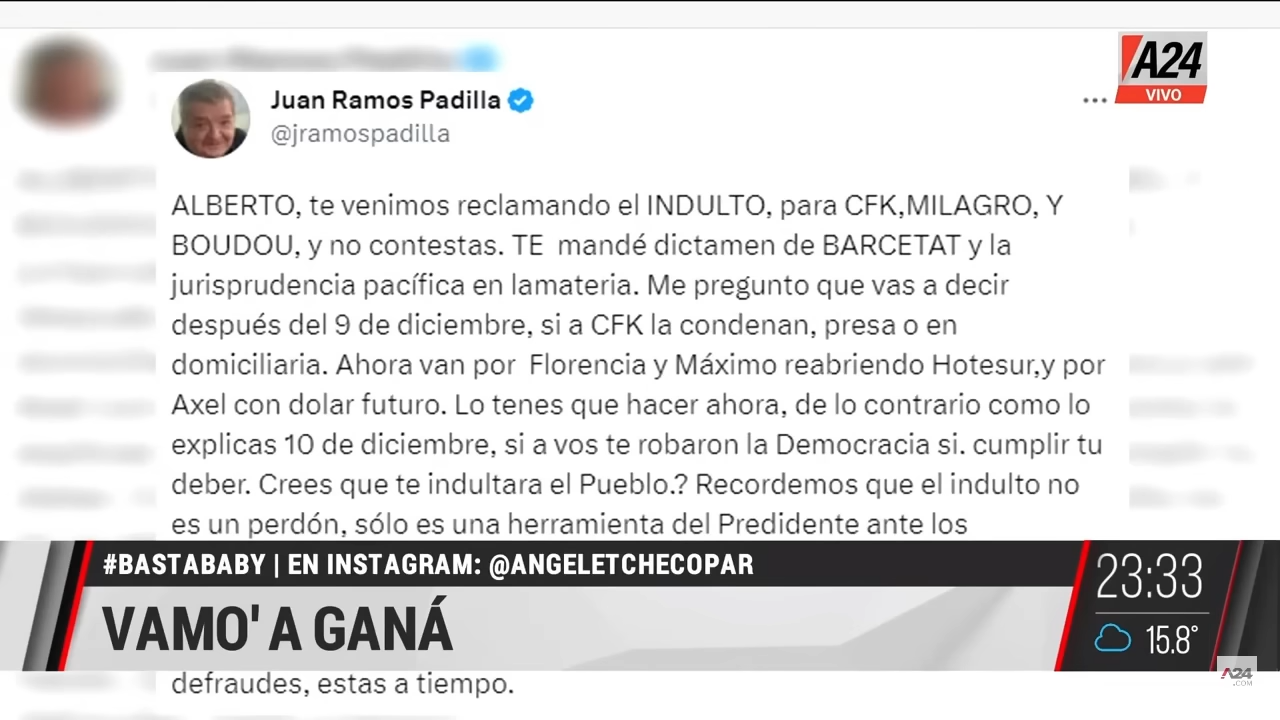 A24
VIVO
Juan Ramos Padilla
@jramospadilla
ALBERTO, te venimos reclamando el INDULTO, para CFK,MILAGRO, Y
BOUDOU, y no contestas. TE mandé dictamen de BARCETAT y la
jurisprudencia pacífica en lamateria. Me pregunto que vas a decir
después del 9 de diciembre, si a CFK la condenan, presa o en
domiciliaria. Ahora van por Florencia y Máximo reabriendo Hotesur,y por
Axel con dolar futuro. Lo tenes que hacer ahora, de lo contrario como lo
explicas 10 de diciembre, si a vos te robaron la Democracia si. cumplir tu
deber. Crees que te indultara el Pueblo.? Recordemos que el indulto no
es un perdón, sólo es una herramienta del Predidente ante los
#BASTABABY | EN INSTAGRAM: @ANGELETCHECOPAR
VAMO' A GANÁ
23:33
15.8°
A24
.COM
defraudes, estas a tiempo.